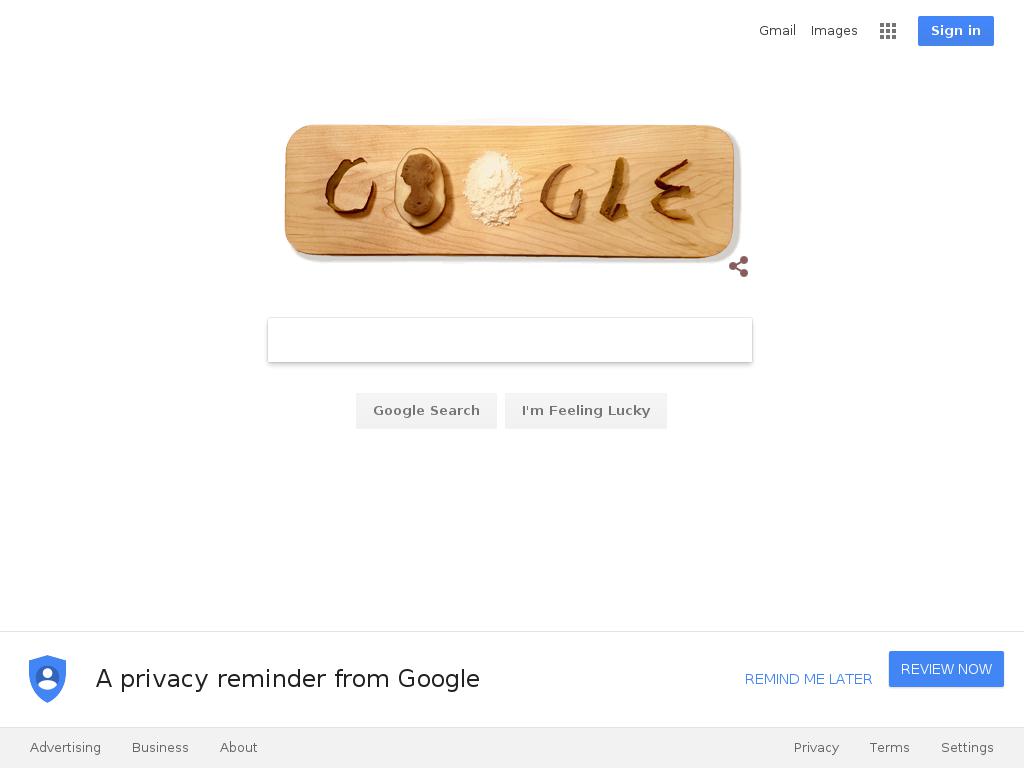 Gmail Images Sign in
GOOGLE
Google Search I'm Feeling Lucky
A privacy reminder from Google REMIND ME LATER REVIEW NOW
Advertising Business About Privacy Terms Settings